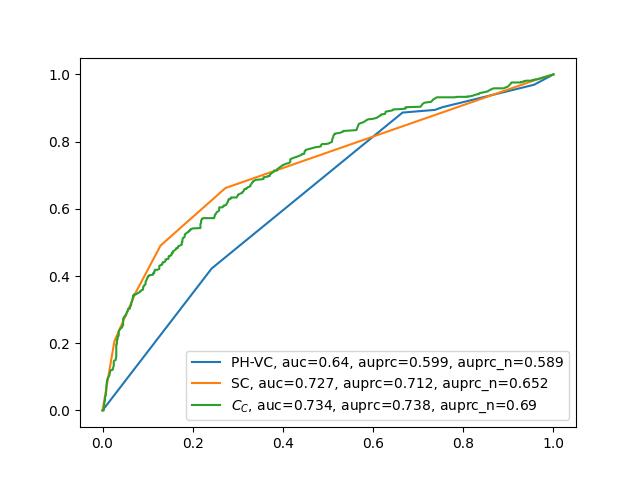 1.0
0.8
0.6
0.4
0.2
0.0
PH-VC, auc=0.64, auprc=0.599, auprc_n=0.589
SC, auc=0.727, auprc=0.712, auprc_n=0.652
C_C, auc=0.734, auprc=0.738, auprc_n=0.69
0.0 0.2 0.4 0.6 0.8 1.0